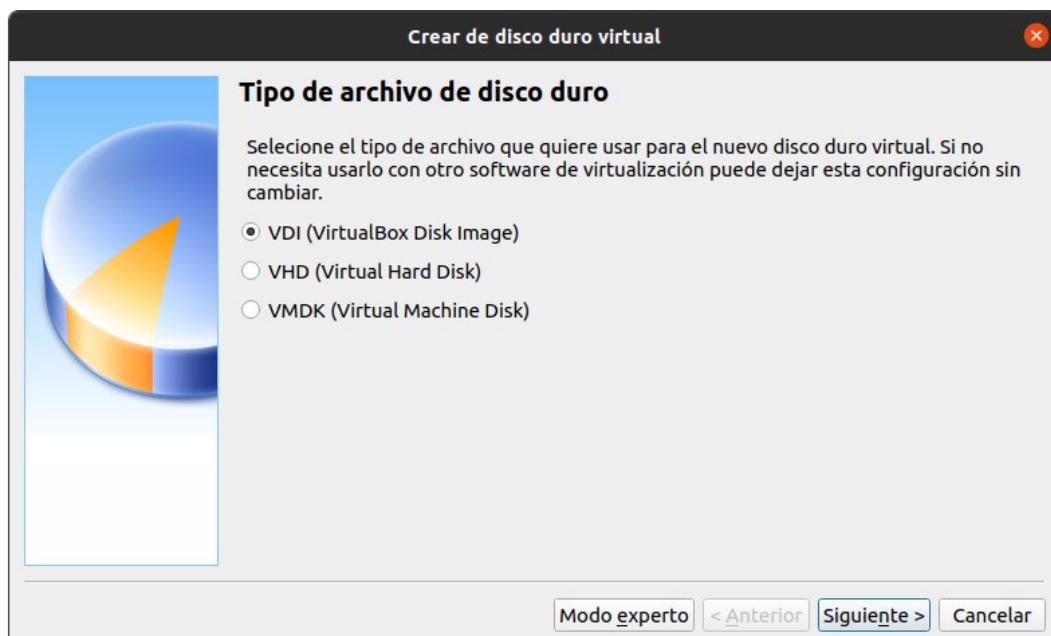 Crear de disco duro virtual
Tipo de archivo de disco duro
Selecione el tipo de archivo que quiere usar para el nuevo disco duro virtual. Si no
necesita usarlo con otro software de virtualización puede dejar esta configuración sin
cambiar.
VDI (VirtualBox Disk Image)
VHD (Virtual Hard Disk)
VMDK (Virtual Machine Disk)
Modo experto < Anterior Siguiente > Cancelar